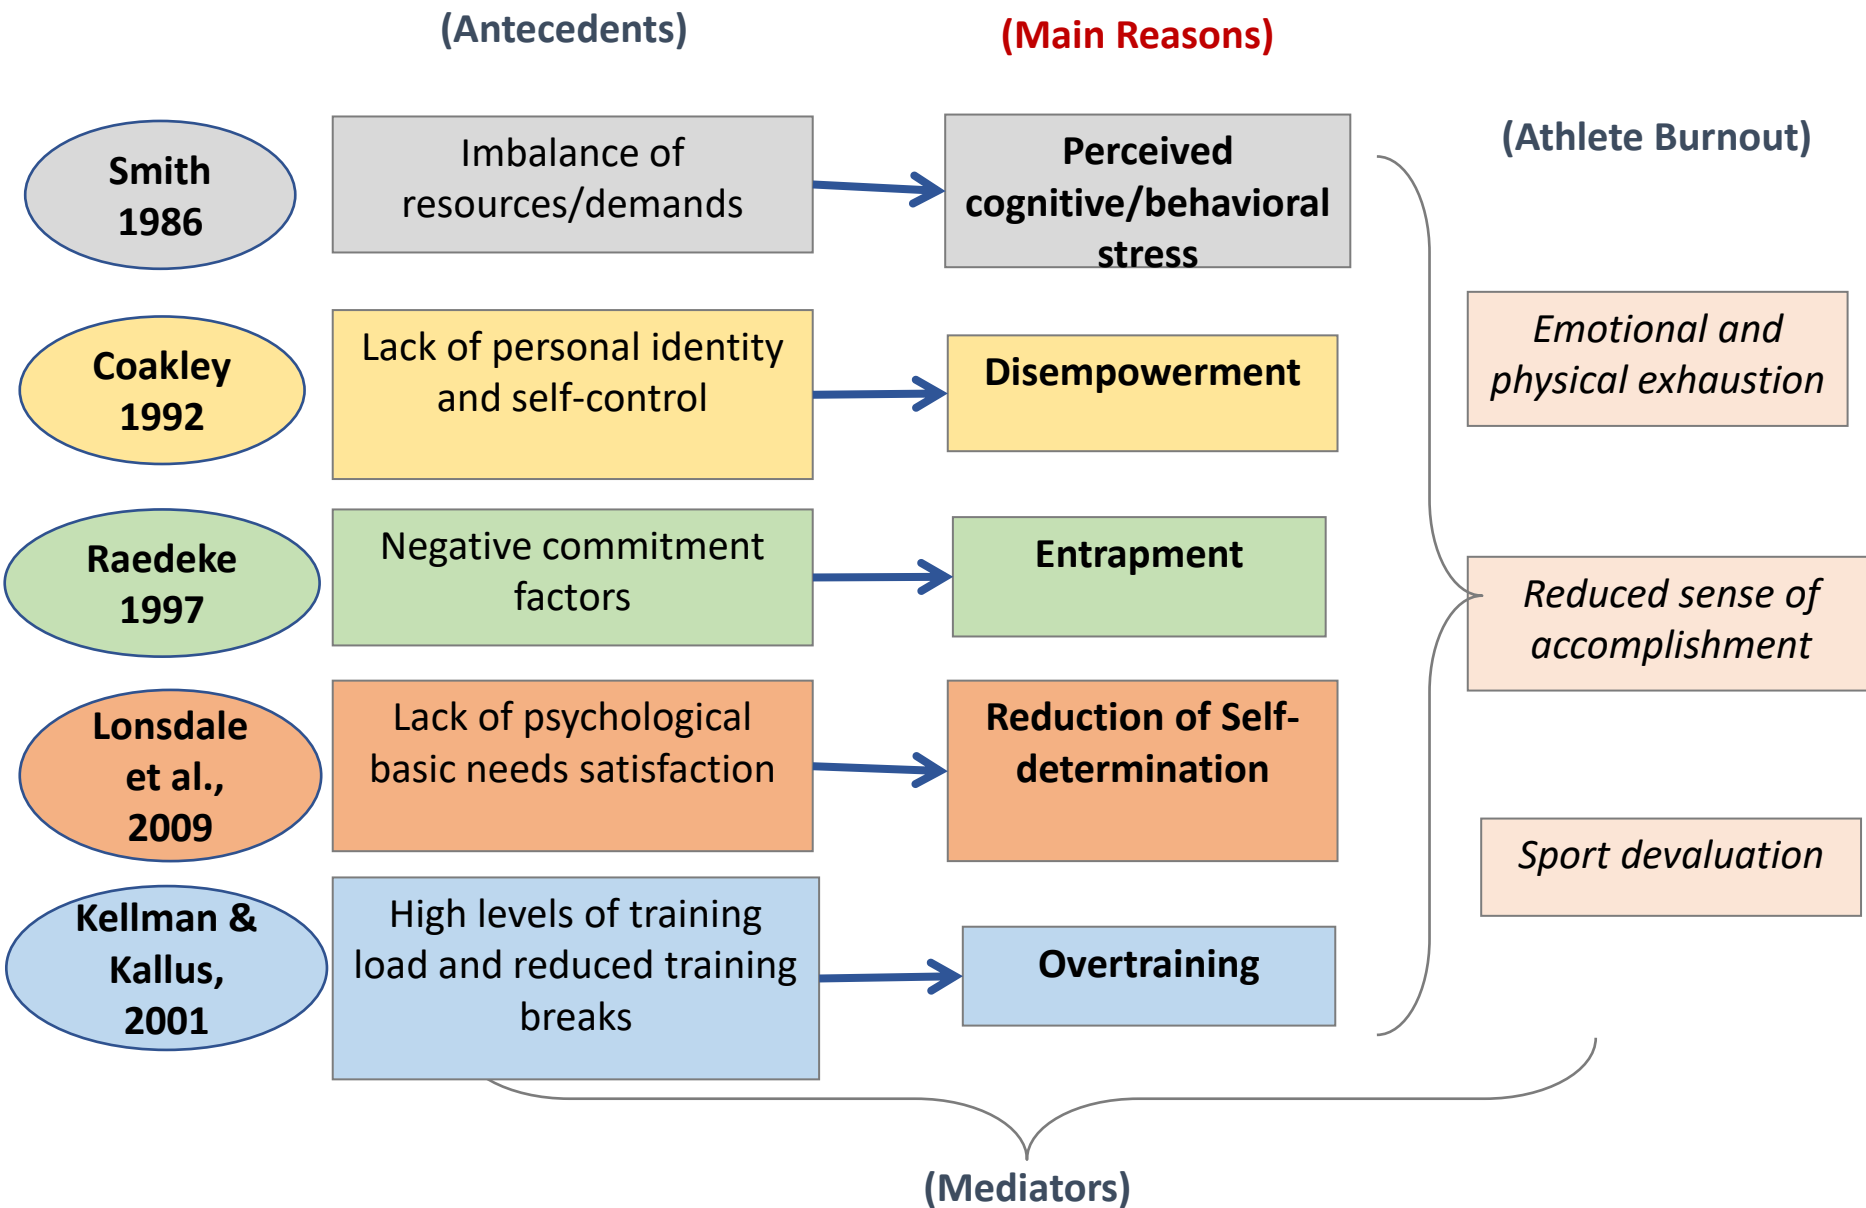 (Antecedents)
(Main Reasons)
(Athlete Burnout)
Smith
1986
Imbalance of
resources/demands
Perceived
cognitive/behavioral
stress
Coakley
1992
Lack of personal identity
and self-control
Disempowerment
Emotional and
physical exhaustion
Raedeke
1997
Negative commitment
factors
Entrapment
Reduced sense of
accomplishment
Lonsdale
et al.,
2009
Lack of psychological
basic needs satisfaction
Reduction of Self-
determination
Sport devaluation
Kellman &
Kallus,
2001
High levels of training
load and reduced training
breaks
Overtraining
(Mediators)